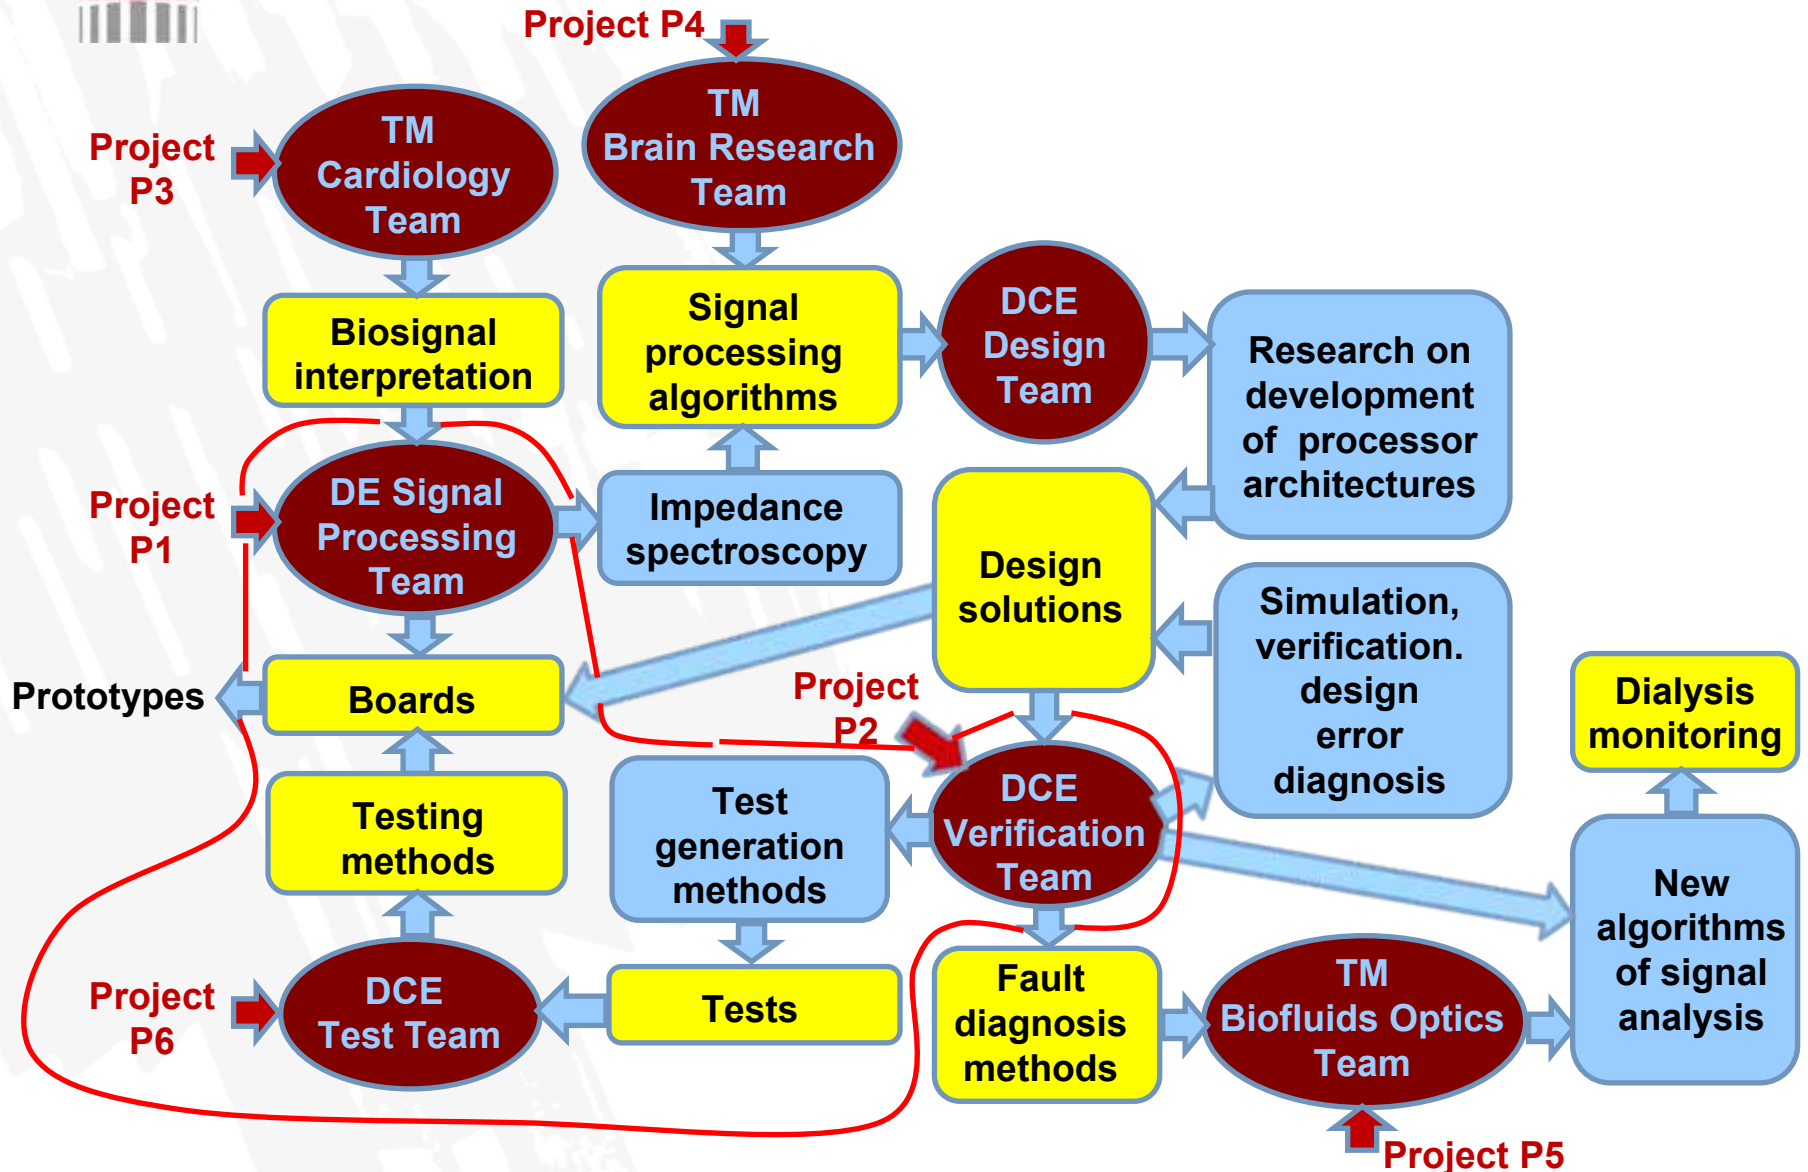 Project P4
TM
Brain Research
Team
TM
Cardiology
Team
Project
P3
Biosignal
interpretation
Signal
processing
algorithms
DCE
Design
Team
Research on
development
of processor
architectures
Project
P1
DE Signal
Processing
Team
Impedance
spectroscopy
Design
solutions
Simulation,
verification.
design
error
diagnosis
Prototypes
Boards
Project
P2
Dialysis
monitoring
Testing
methods
Test
generation
methods
DCE
Verification
Team
New
algorithms
of signal
analysis
Project
P6
DCE
Test Team
Tests
Fault
diagnosis
methods
TM
Biofluids Optics
Team
Project P5